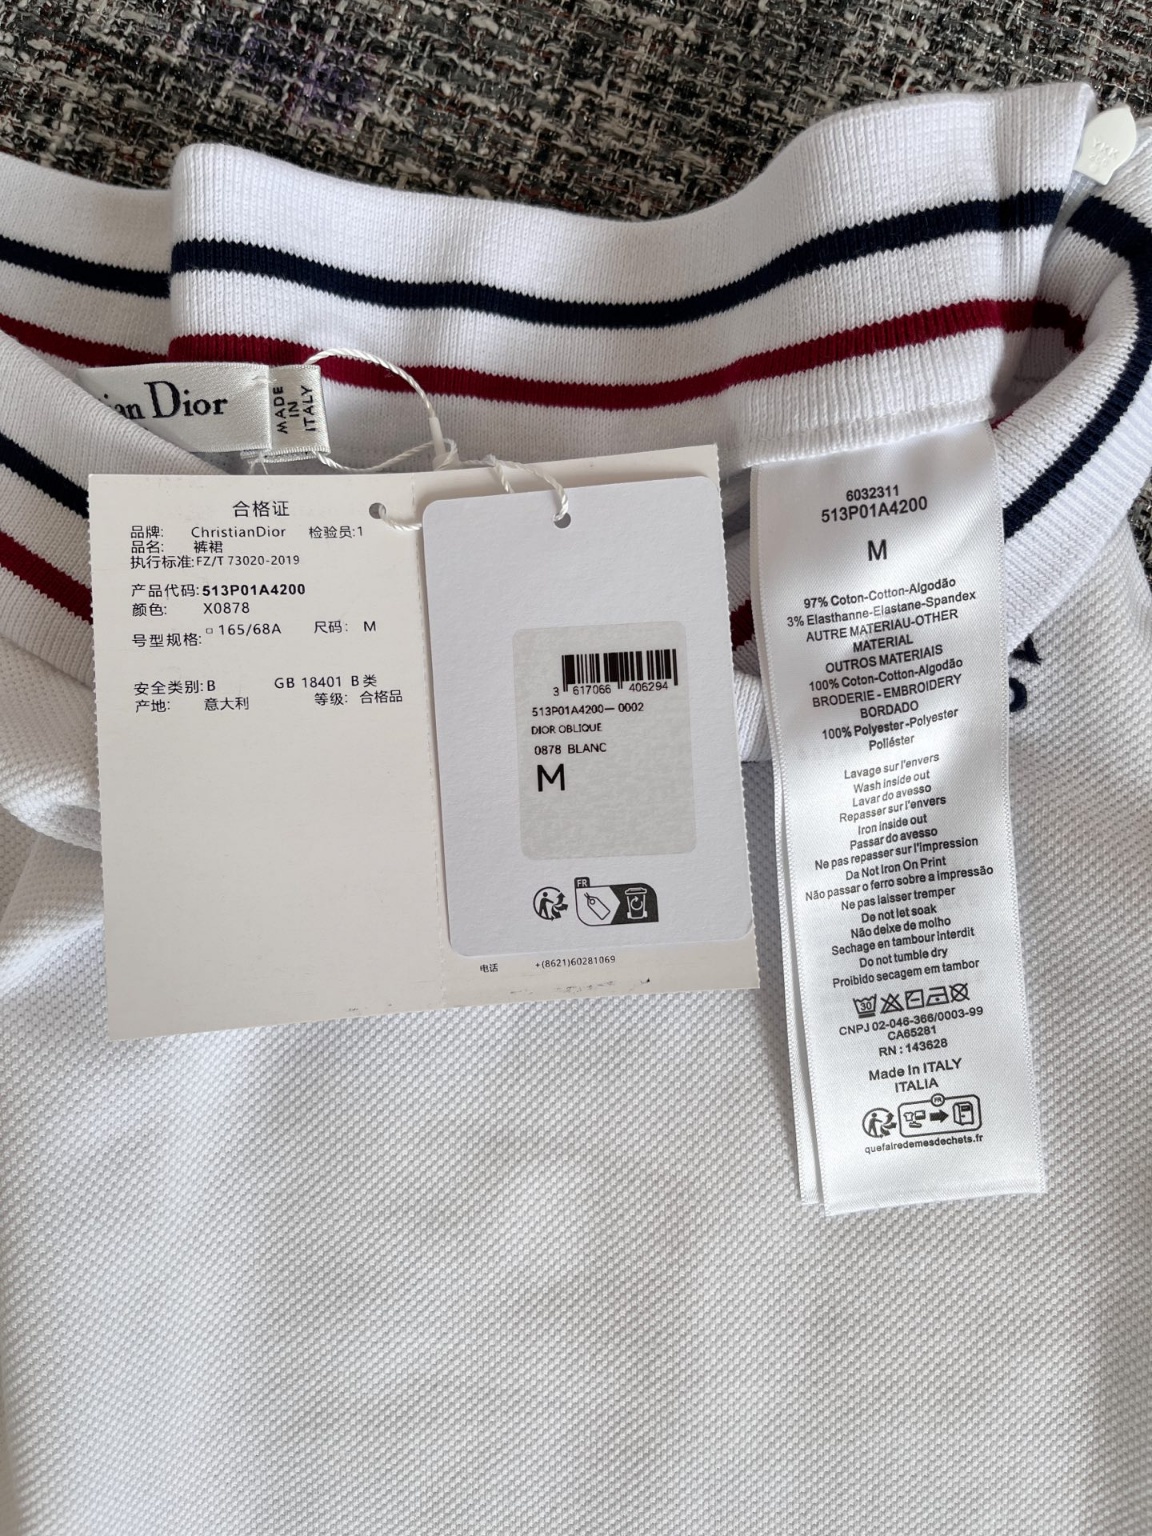 ian Dior
MADE
IN
ITALY
合格证
品牌: ChristianDior 检验员:1
品名: 裤裙
执行标准:FZ/T 73020-2019
产品代码:513P01A4200
颜色: X0878
号型规格:□ 165/68A 尺码: M
安全类别:B GB 18401 B类
产地: 意大利 等级: 合格品
3 617066 406294
513P01A4200—0002
DIOR OBLIQUE
0878 BLANC
M
FR
电话 +(8621)60281069
6032311
513P01A4200
M
97% Coton-Cotton-Algodão
3% Elasthanne-Elastane-Spandex
AUTRE MATERIAU-OTHER
MATERIAL
OUTROS MATERIAIS
100% Coton-Cotton-Algodão
BRODERIE - EMBROIDERY
BORDADO
100% Polyester-Polyester
Poliéster
Lavage sur l'envers
Wash inside out
Lavar do avesso
Repasser sur l'envers
Iron inside out
Passar do avesso
Ne pas repasser sur l'impression
Da Not Iron On Print
Não passar o ferro sobre a impressão
Ne pas laisser tremper
De not let soak
Não deixe de molho
Sechage en tambour Interdit
Do not tumble dry
Proibido secagem em tambor
30
CNPJ 02-046-366/0003-99
CA65281
RN : 143628
Made In ITALY
ITALIA
FR
quefairedemesdechets.fr